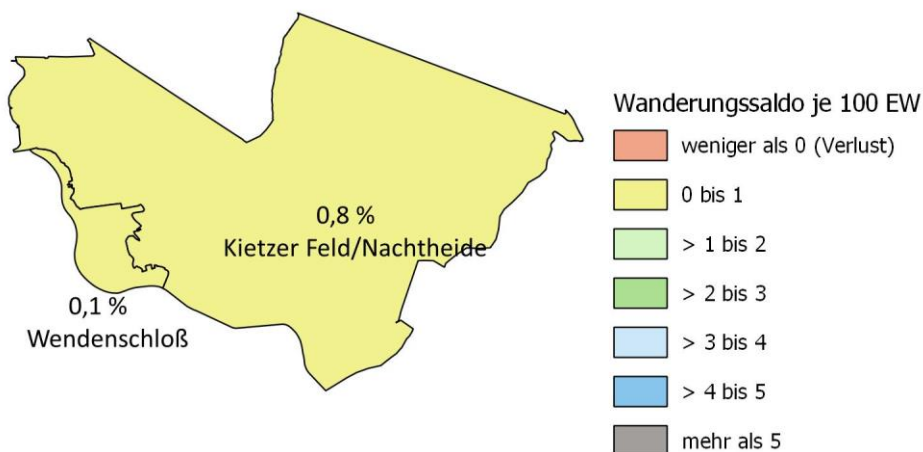 0,8 %
Kietzer Feld/Nachtheide
0,1 %
Wendenschloß
Wanderungssaldo je 100 EW
weniger als 0 (Verlust)
0 bis 1
> 1 bis 2
> 2 bis 3
> 3 bis 4
> 4 bis 5
mehr als 5